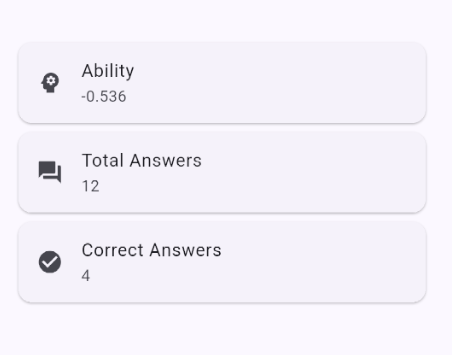 Ability
-0.536
Total Answers
12
Correct Answers
4